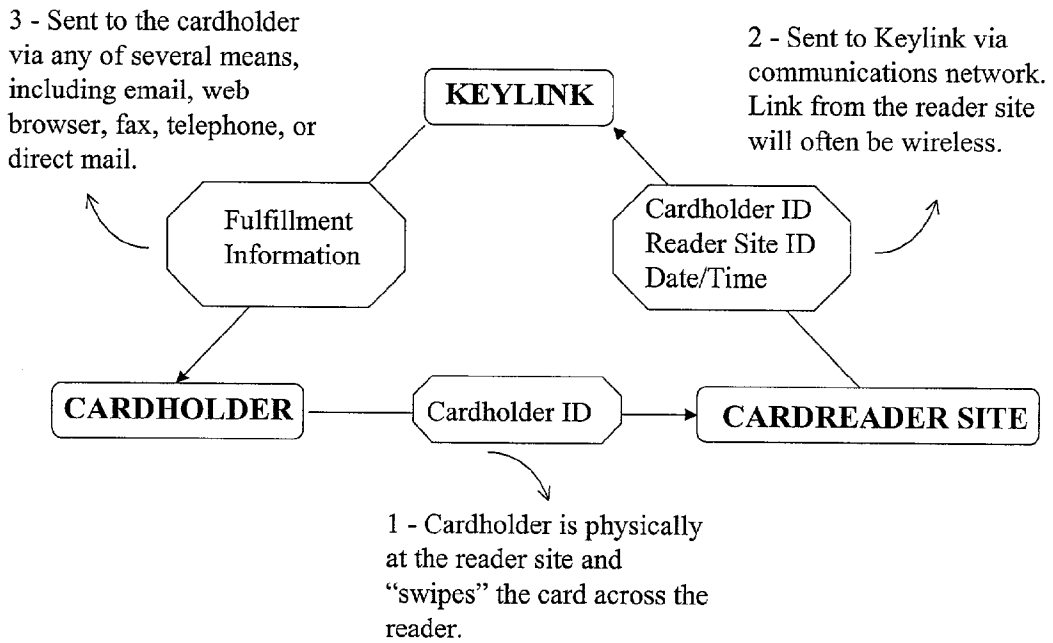 3 - Sent to the cardholder
via any of several means,
including email, web
browser, fax, telephone, or
direct mail.
KEYLINK
2 - Sent to Keylink via
communications network.
Link from the reader site
will often be wireless.
Fulfillment
Information
Cardholder ID
Reader Site ID
Date/Time
CARDHOLDER
Cardholder ID
CARDREADER SITE
1 - Cardholder is physically
at the reader site and
“swipes” the card across the
reader.